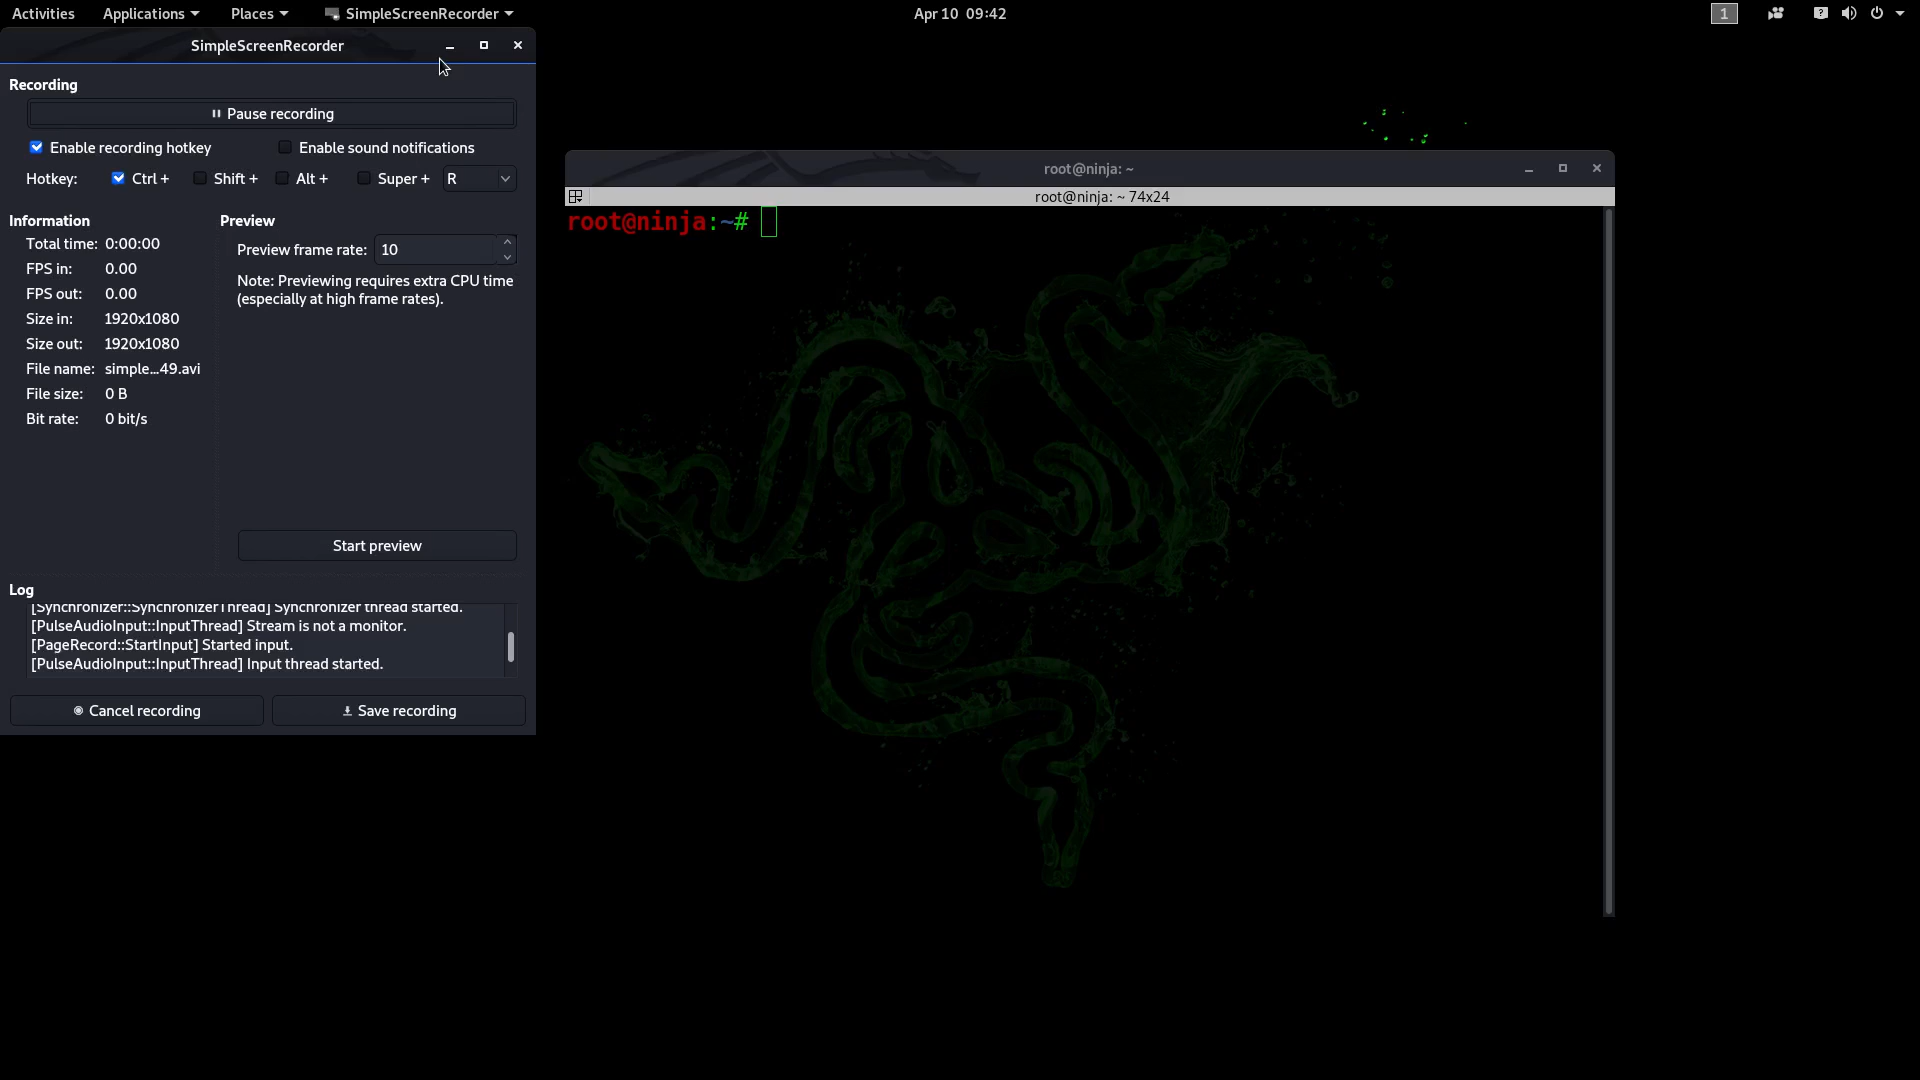 Activities Applications Places SimpleScreenRecorder Apr 10 09:42 1
SimpleScreenRecorder
Recording
Pause recording
Enable recording hotkey Enable sound notifications
Hotkey: Ctrl + Shift + Alt + Super + R
Information
Total time: 0:00:00
FPS in: 0.00
FPS out: 0.00
Size in: 1920x1080
Size out: 1920x1080
File name: simple...49.avi
File size: 0 B
Bit rate: 0 bit/s
Preview
Preview frame rate: 10
Note: Previewing requires extra CPU time
(especially at high frame rates).
Start preview
Log
[Synchronizer::SynchronizerThread] Synchronizer thread started.
[PulseAudioInput::InputThread] Stream is not a monitor.
[PageRecord::StartInput] Started input.
[PulseAudioInput::InputThread] Input thread started.
Cancel recording Save recording
root@ninja: ~
root@ninja: ~ 74x24
root@ninja:~#